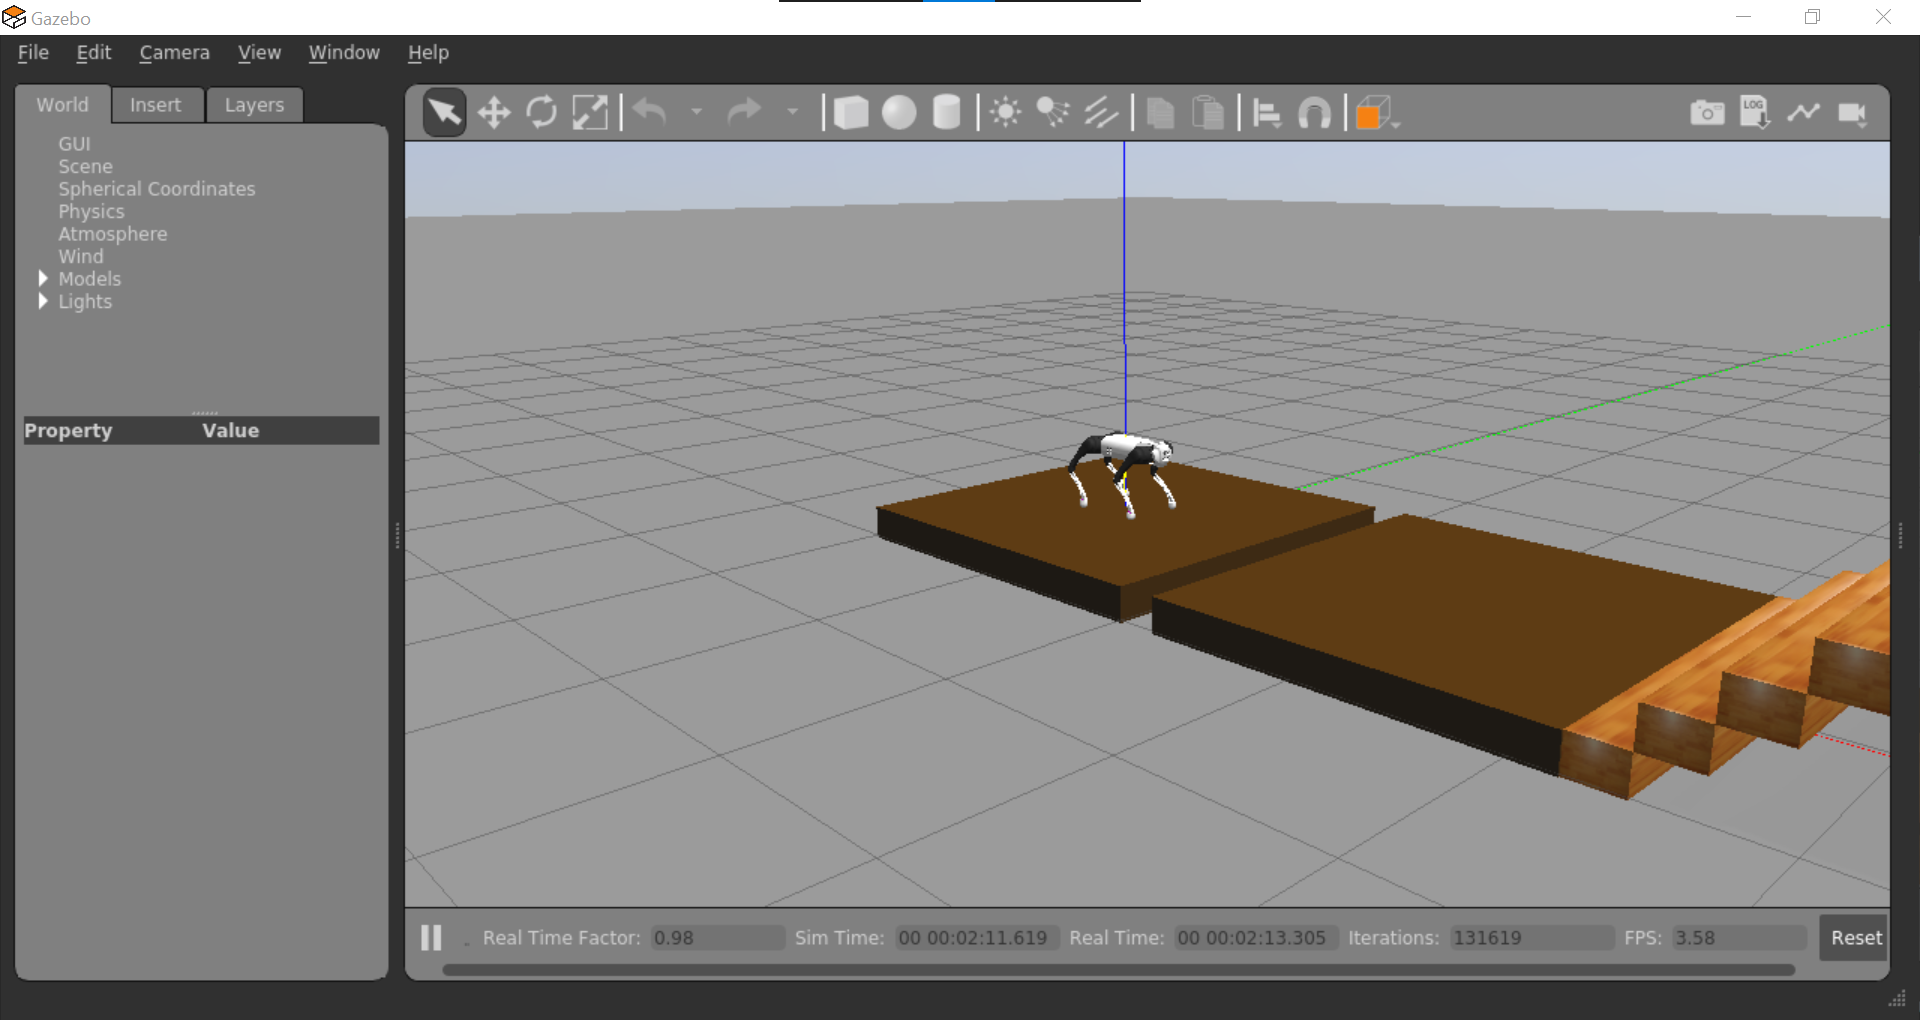 Gazebo
File Edit Camera View Window Help
World Insert Layers
LOG
GUI
Scene
Spherical Coordinates
Physics
Atmosphere
Wind
Models
Lights
Property Value
Real Time Factor: 0.98 Sim Time: 00 00:02:11.619 Real Time: 00 00:02:13.305 Iterations: 131619 FPS: 3.58 Reset